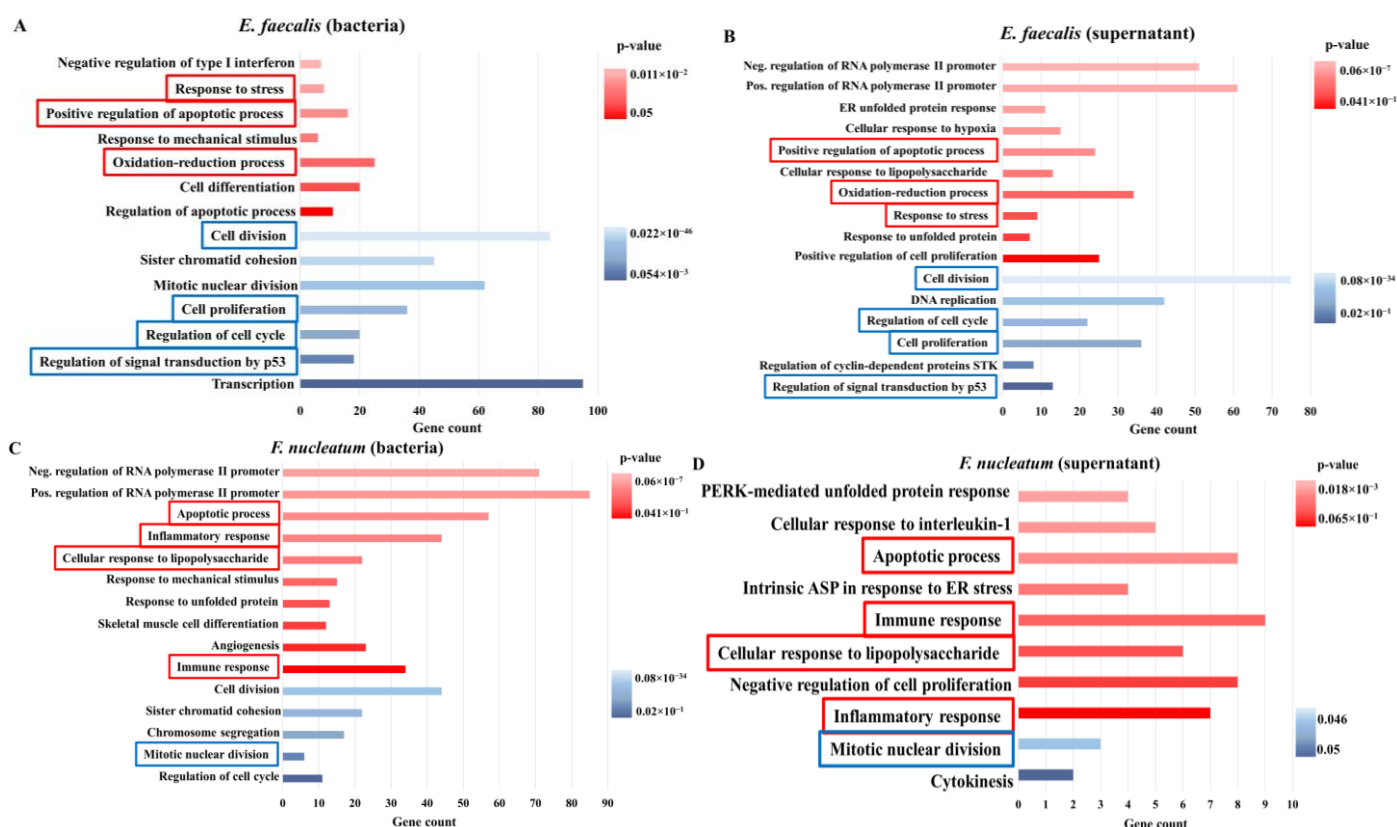 A
E. faecalis (bacteria)
p-value
Negative regulation of type I interferon
Response to stress
Positive regulation of apoptotic process
Response to mechanical stimulus
Oxidation-reduction process
Cell differentiation
Regulation of apoptotic process
Cell division
Sister chromatid cohesion
Mitotic nuclear division
Cell proliferation
Regulation of cell cycle
Regulation of signal transduction by p53
Transcription
0.011×10⁻²
0.05
0.022×10⁻⁴⁶
0.054×10⁻³
0 20 40 60 80 100
Gene count
B
E. faecalis (supernatant)
p-value
Neg. regulation of RNA polymerase II promoter
Pos. regulation of RNA polymerase II promoter
ER unfolded protein response
Cellular response to hypoxia
Positive regulation of apoptotic process
Cellular response to lipopolysaccharide
Oxidation-reduction process
Response to stress
Response to unfolded protein
Positive regulation of cell proliferation
Cell division
DNA replication
Regulation of cell cycle
Cell proliferation
Regulation of cyclin-dependent proteins STK
Regulation of signal transduction by p53
0.06×10⁻⁷
0.041×10⁻¹
0.08×10⁻³⁴
0.02×10⁻¹
0 10 20 30 40 50 60 70 80
Gene count
C
F. nucleatum (bacteria)
p-value
Neg. regulation of RNA polymerase II promoter
Pos. regulation of RNA polymerase II promoter
Apoptotic process
Inflammatory response
Cellular response to lipopolysaccharide
Response to mechanical stimulus
Response to unfolded protein
Skeletal muscle cell differentiation
Angiogenesis
Immune response
Cell division
Sister chromatid cohesion
Chromosome segregation
Mitotic nuclear division
Regulation of cell cycle
0.06×10⁻⁷
0.041×10⁻¹
0.08×10⁻³⁴
0.02×10⁻¹
0 10 20 30 40 50 60 70 80 90
Gene count
D
F. nucleatum (supernatant)
p-value
PERK-mediated unfolded protein response
Cellular response to interleukin-1
Apoptotic process
Intrinsic ASP in response to ER stress
Immune response
Cellular response to lipopolysaccharide
Negative regulation of cell proliferation
Inflammatory response
Mitotic nuclear division
Cytokinesis
0.018×10⁻³
0.065×10⁻¹
0.046
0.05
0 1 2 3 4 5 6 7 8 9 10
Gene count